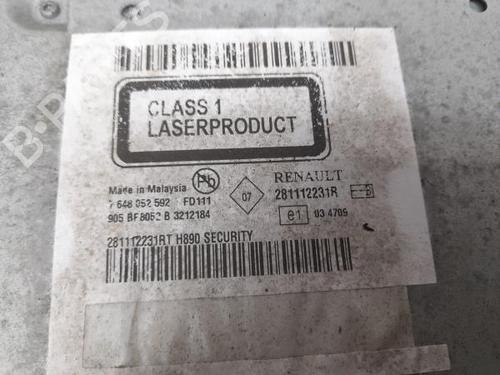 CLASS 1
LASERPRODUCT
Made in Malaysia
Pb
07
RENAULT
7 648 052 592 FD111
281112231R
905 BF8052 B 3212184
e1
03 4709
281112231RT H890 SECURITY